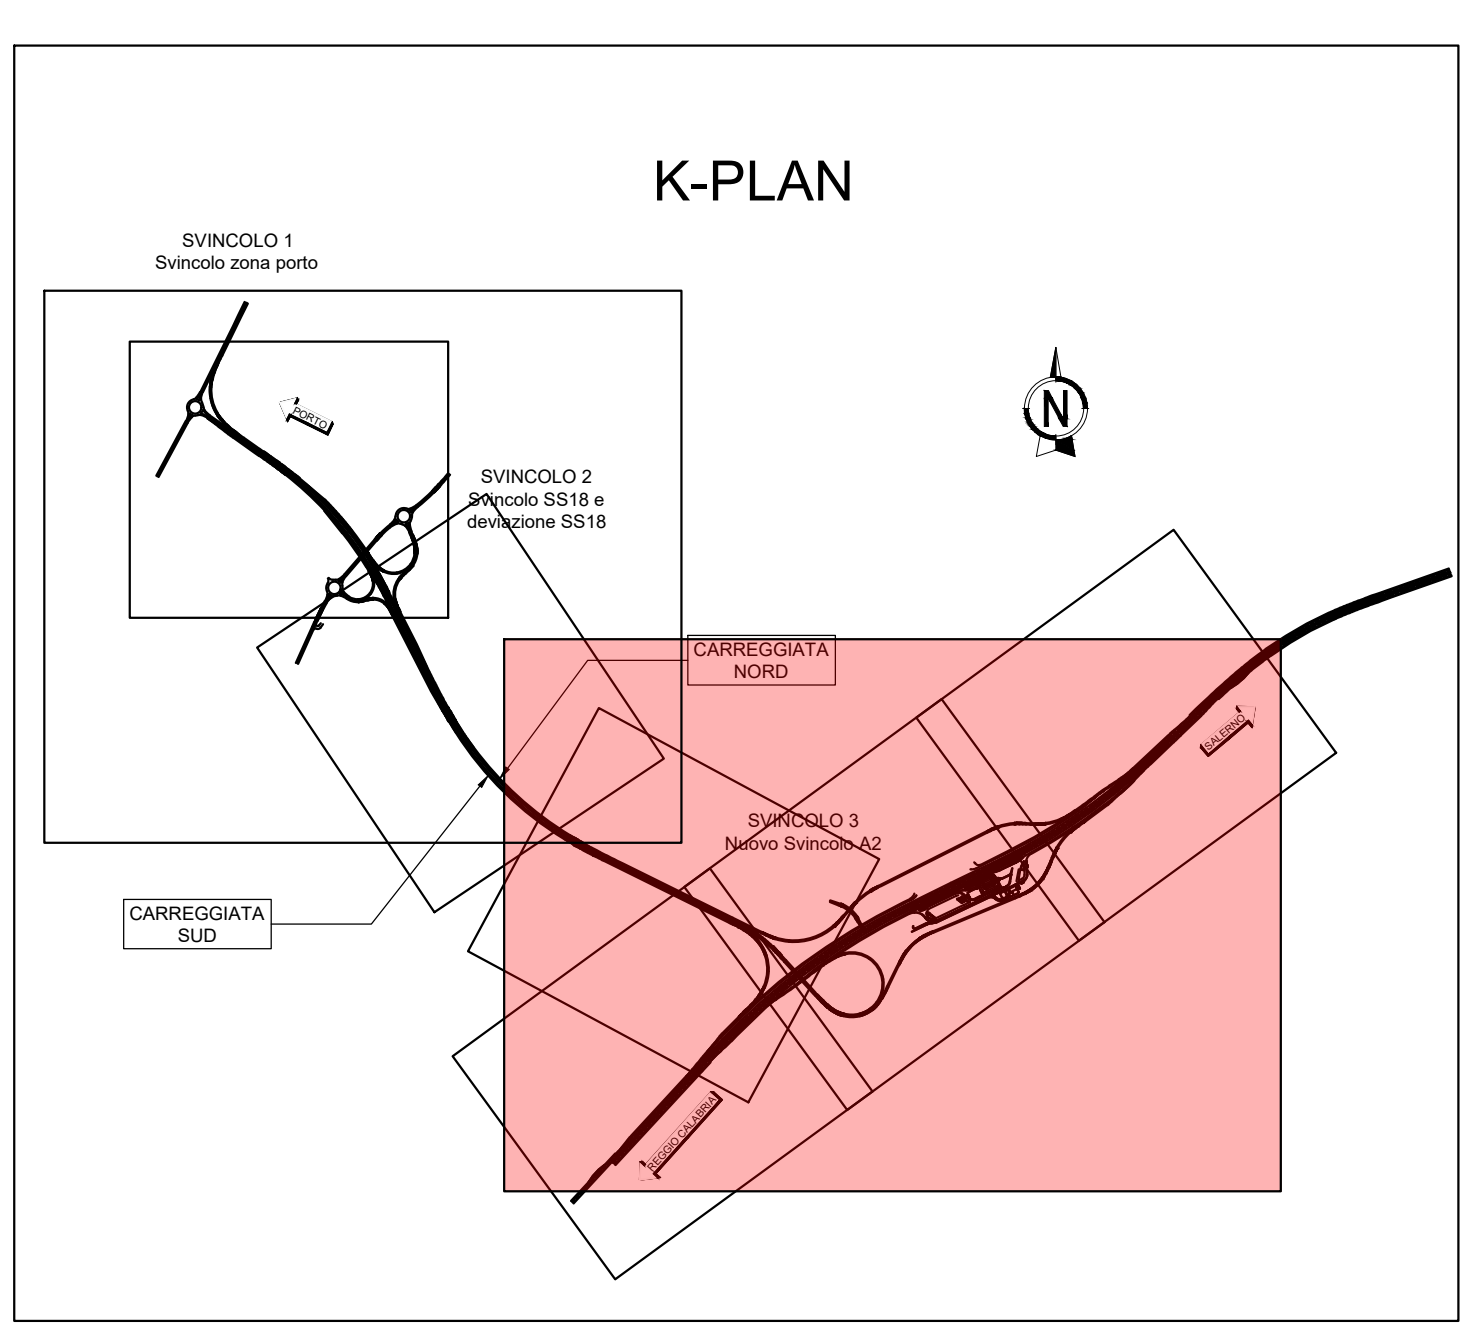 K-PLAN
SVINCOLO 1
Svincolo zona porto
PORTO
N
SVINCOLO 2
Svincolo SS18 e
deviazione SS18
CARREGGIATA
NORD
SALERNO
SVINCOLO 3
Nuovo Svincolo A2
CARREGGIATA
SUD
REGGIO CALABRIA